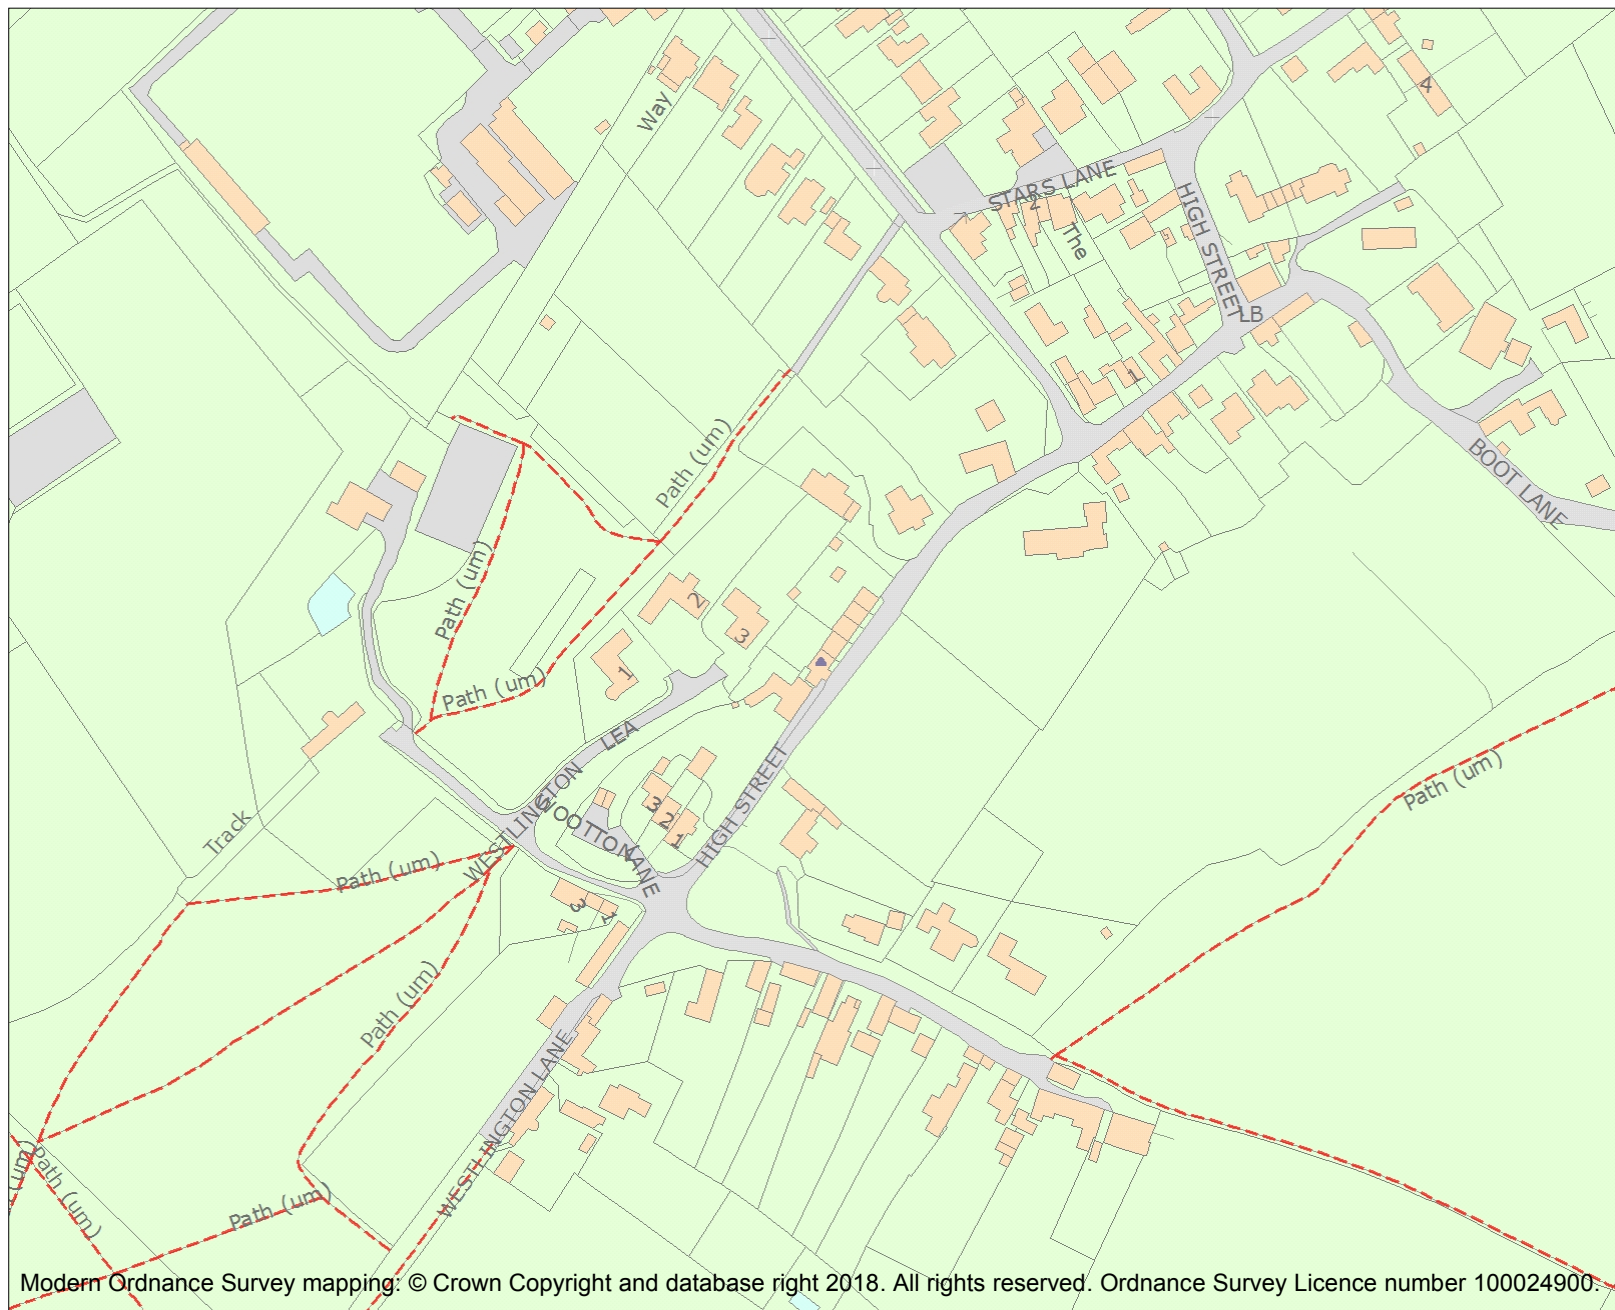 Way
4
STARS LANE
2
The
HIGH STREET
LB
1
BOOT LANE
Path (um)
Path (um)
2
3
1
Path (um)
LEA
WESTLINGTON
WOOTTON
LANE
3
2
1
HIGH STREET
Path (um)
Track
Path (um)
3
1
Path (um)
WESTLINGTON LANE
(um)
Path (um)
Path (um)
Modern Ordnance Survey mapping: © Crown Copyright and database right 2018. All rights reserved. Ordnance Survey Licence number 100024900.